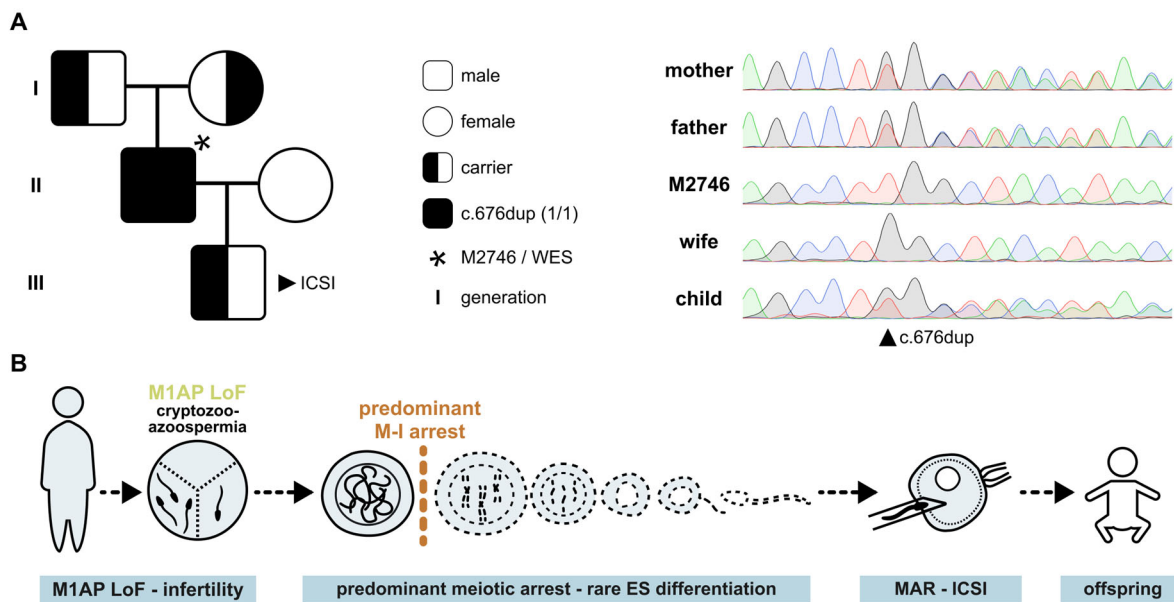 A
I
II
III
ICSI
male
female
carrier
c.676dup (1/1)
* M2746 / WES
I generation
mother
father
M2746
wife
child
c.676dup
B
M1AP LoF
cryptozoo-
azoospermia
predominant
M-I arrest
M1AP LoF - infertility
predominant meiotic arrest - rare ES differentiation
MAR - ICSI
offspring